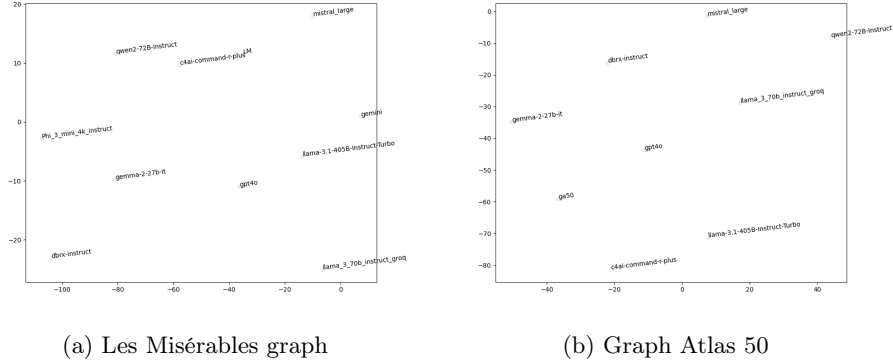 20
10
0
−10
−20
−100
−80
−60
−40
−20
0
mistral_large
qwen2-72B-Instruct
LM
c4ai-command-r-plus
gemini
Phi_3_mini_4k_instruct
llama-3.1-405B-Instruct-Turbo
gemma-2-27b-it
gpt4o
dbrx-instruct
llama_3_70b_instruct_groq
(a) Les Misérables graph
0
−10
−20
−30
−40
−50
−60
−70
−80
−40
−20
0
20
40
mistral_large
qwen2-72B-Instruct
dbrx-instruct
llama_3_70b_instruct_groq
gemma-2-27b-it
gpt4o
ga50
llama-3.1-405B-Instruct-Turbo
c4ai-command-r-plus
(b) Graph Atlas 50